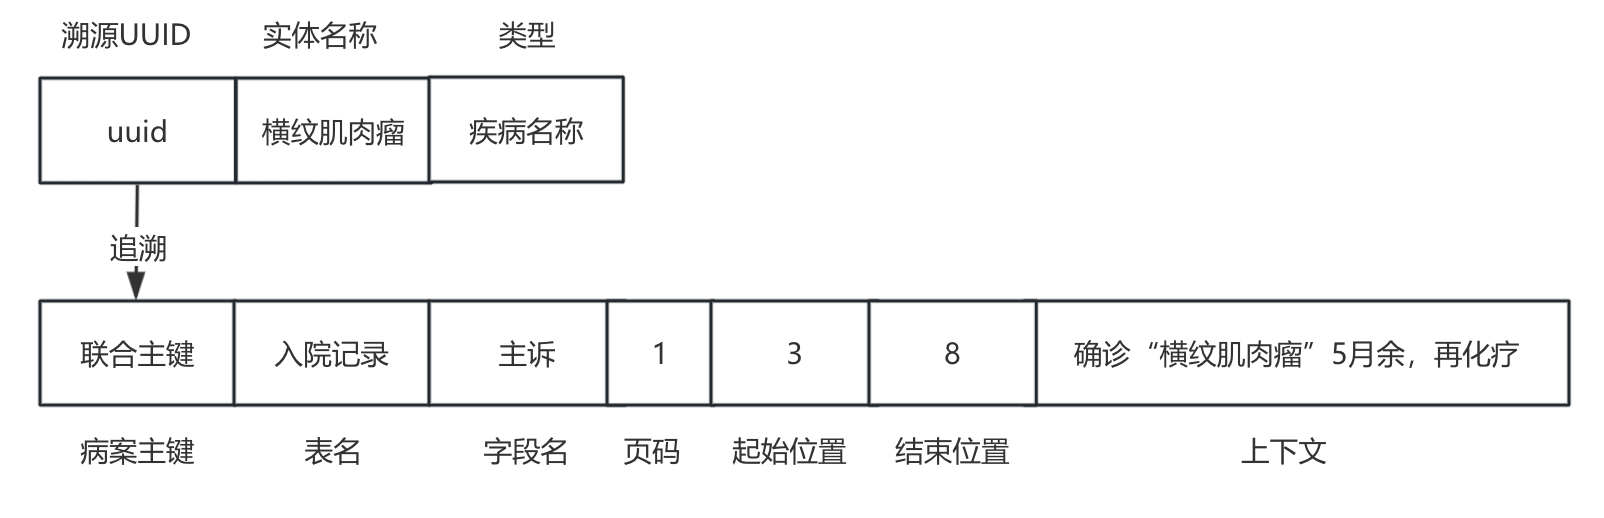 溯源UUID 实体名称 类型
uuid 横纹肌肉瘤 疾病名称
追溯
联合主键 入院记录 主诉 1 3 8 确诊“横纹肌肉瘤”5月余，再化疗
病案主键 表名 字段名 页码 起始位置 结束位置 上下文